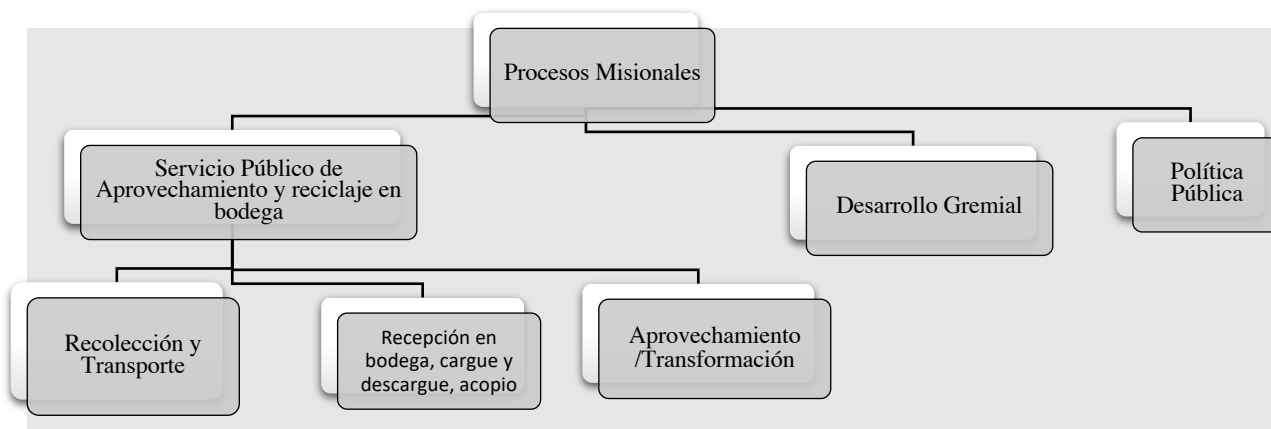 Procesos Misionales
Servicio Público de
Aprovechamiento y reciclaje en
bodega
Desarrollo Gremial
Política
Pública
Recolección y
Transporte
Recepción en
bodega, cargue y
descargue, acopio
Aprovechamiento
/Transformación